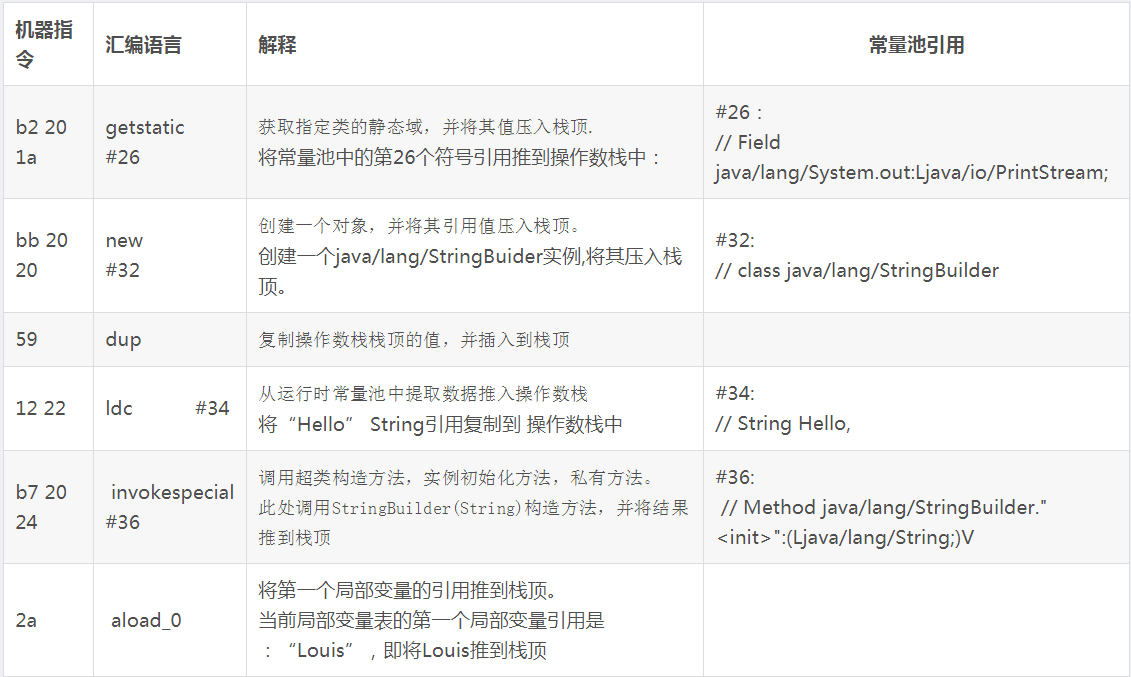 机器指令 汇编语言 解释 常量池引用
b2 20 1a
getstatic
#26
获取指定类的静态域，并将其值压入栈顶.
将常量池中的第26个符号引用推到操作数栈中：
#26：
// Field
java/lang/System.out:Ljava/io/PrintStream;
bb 20 20
new
#32
创建一个对象，并将其引用值压入栈顶。
创建一个java/lang/StringBuider实例,将其压入栈
顶。
#32:
// class java/lang/StringBuilder
59
dup
复制操作数栈栈顶的值，并插入到栈顶
12 22
ldc #34
从运行时常量池中提取数据推入操作数栈
将“Hello” String引用复制到 操作数栈中
#34:
// String Hello,
b7 20 24
invokespecial
#36
调用超类构造方法，实例初始化方法，私有方法。
此处调用StringBuilder(String)构造方法，并将结果
推到栈顶
#36:
// Method java/lang/StringBuilder."
<init>":(Ljava/lang/String;)V
2a
aload_0
将第一个局部变量的引用推到栈顶。
当前局部变量表的第一个局部变量引用是
：“Louis”，即将Louis推到栈顶